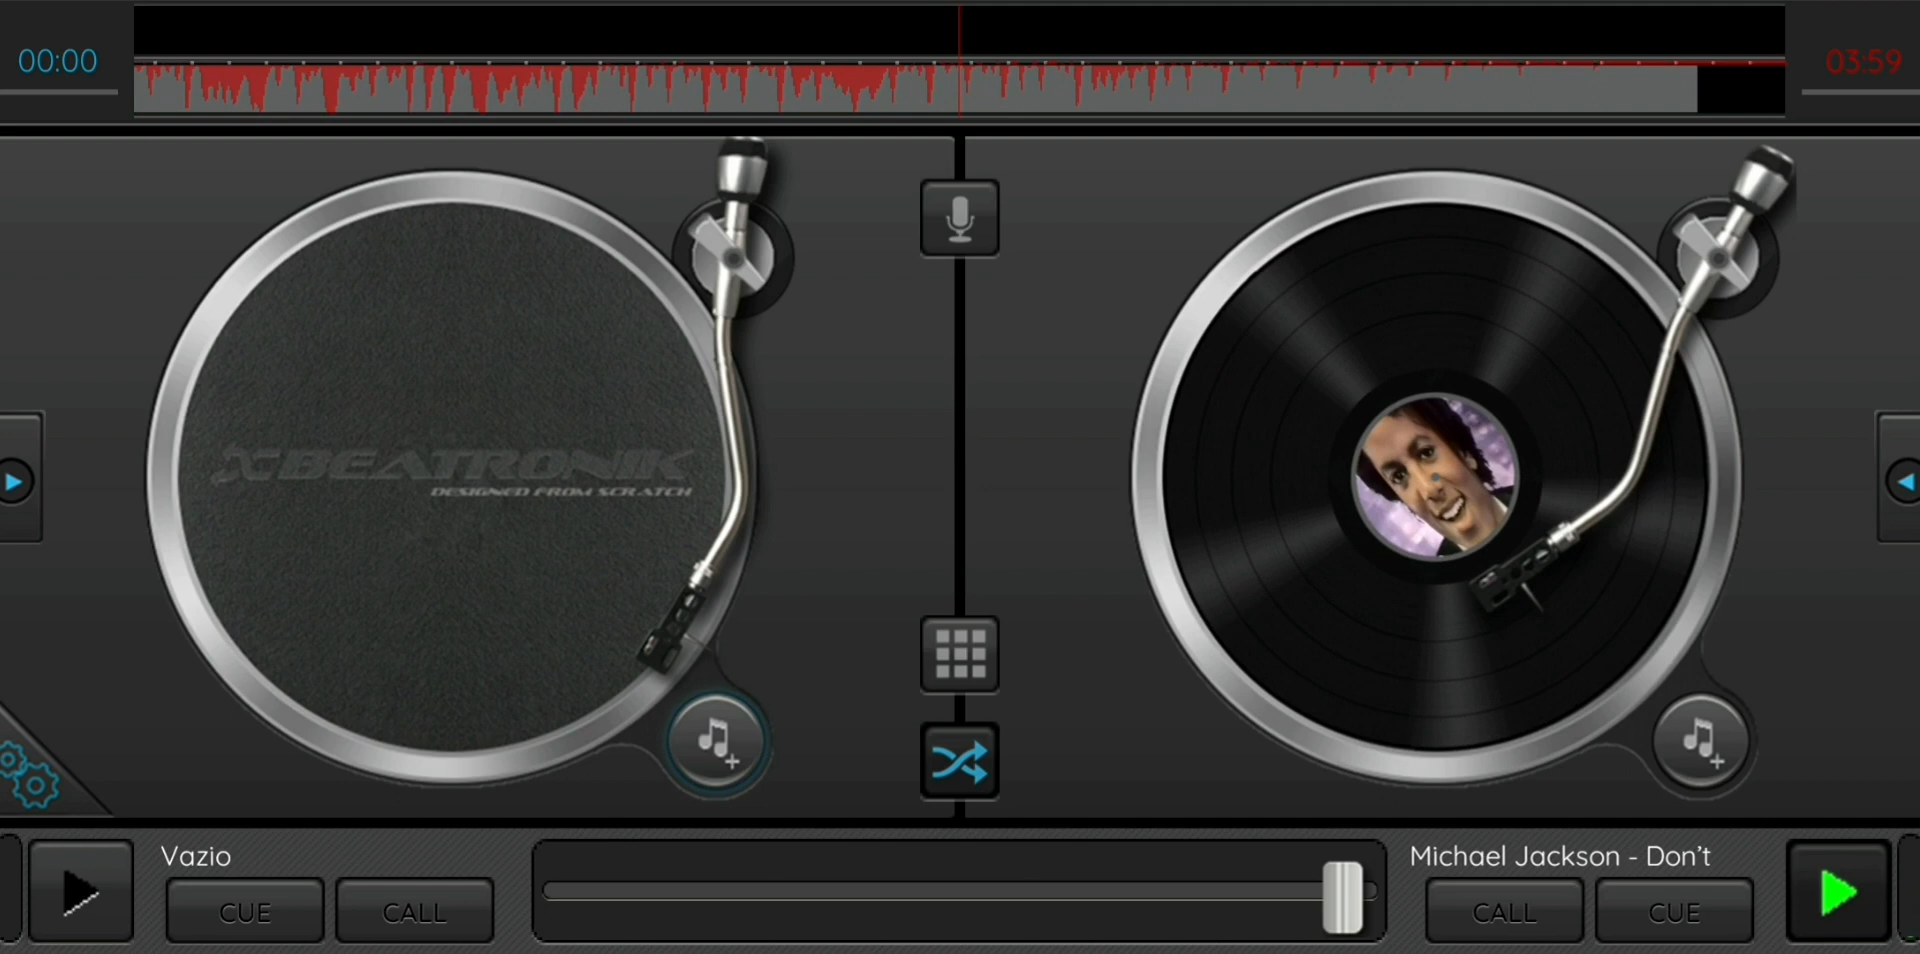 00:00
03:59
XBEATRONIK
DESIGNED FROM SCRATCH
Vazio
CUE
CALL
Michael Jackson - Don't
CALL
CUE